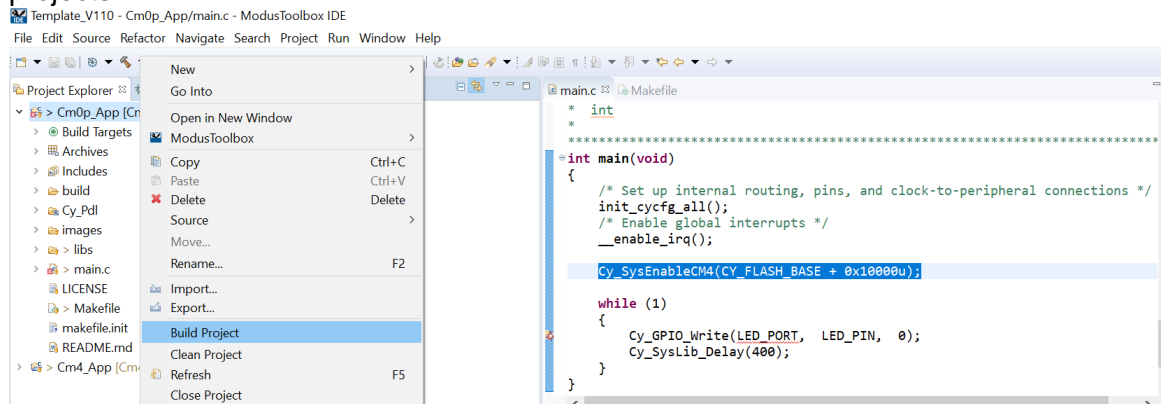 Template_V110 - Cm0p_App/main.c - ModusToolbox IDE
File Edit Source Refactor Navigate Search Project Run Window Help
Project Explorer
> Cm0p_App [Cm
Build Targets
Archives
Includes
build
Cy_Pdl
images
> libs
> main.c
LICENSE
> Makefile
makefile.init
README.md
> Cm4_App [Cm
New >
Go Into
Open in New Window
ModusToolbox >
Copy Ctrl+C
Paste Ctrl+V
Delete Delete
Source >
Move...
Rename... F2
Import...
Export...
Build Project
Clean Project
Refresh F5
Close Project
main.c Makefile
* int
*
*****************************************************************************
int main(void)
{
/* Set up internal routing, pins, and clock-to-peripheral connections */
init_cycfg_all();
/* Enable global interrupts */
__enable_irq();
Cy_SysEnableCM4(CY_FLASH_BASE + 0x10000u);
while (1)
{
Cy_GPIO_Write(LED_PORT, LED_PIN, 0);
Cy_SysLib_Delay(400);
}
}